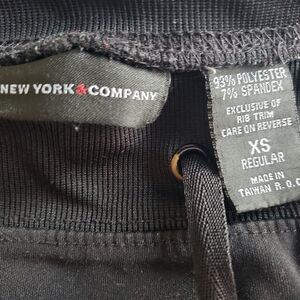 NEW YORK & COMPANY
93% POLYESTER
7% SPANDEX
EXCLUSIVE OF
RIB TRIM
CARE ON REVERSE
XS
REGULAR
MADE IN
TAIWAN R.O.C